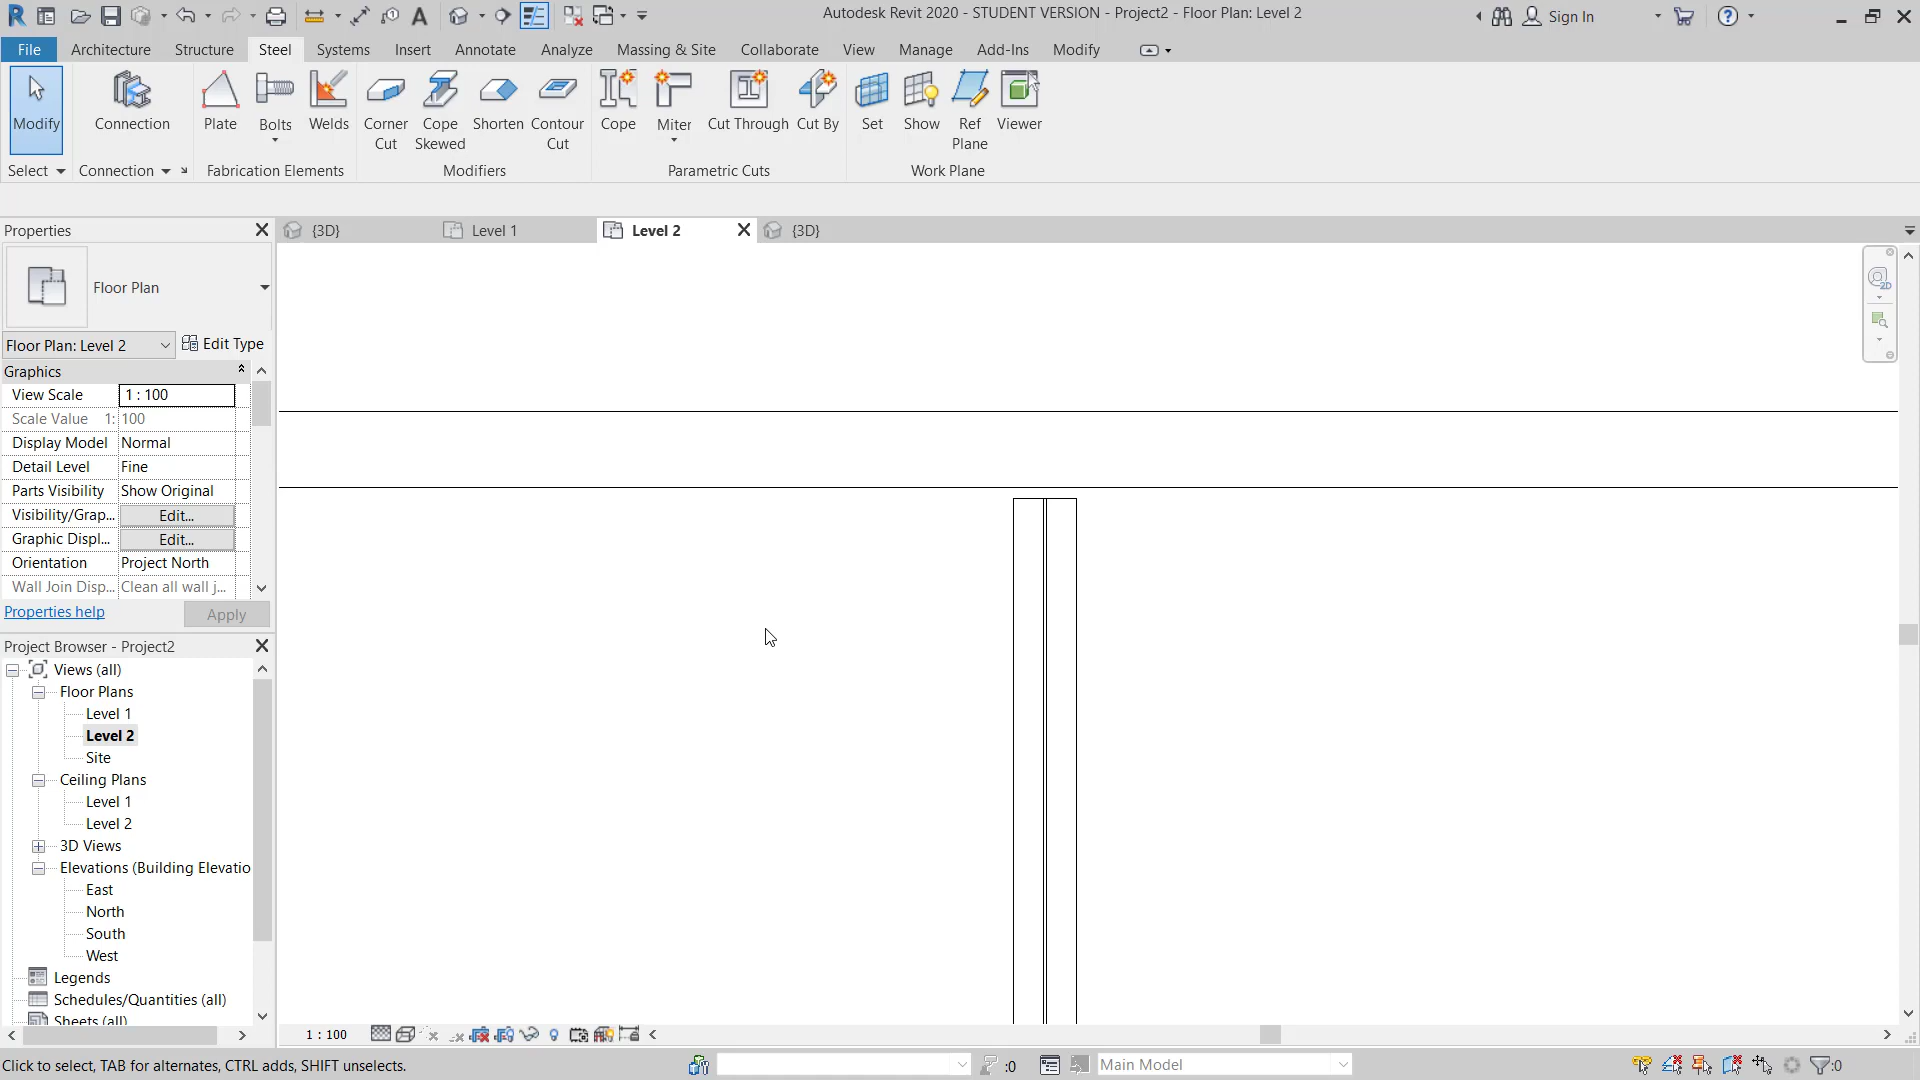 Autodesk Revit 2020 - STUDENT VERSION - Project2 - Floor Plan: Level 2
Sign In
File Architecture Structure Steel Systems Insert Annotate Analyze Massing & Site Collaborate View Manage Add-Ins Modify
Modify Connection Plate Bolts Welds Corner Cut Cope Skewed Shorten Contour Cut Cope Miter Cut Through Cut By Set Show Ref Plane Viewer
Select Connection Fabrication Elements Modifiers Parametric Cuts Work Plane
Properties
{3D} Level 1 Level 2 {3D}
Floor Plan
Floor Plan: Level 2 Edit Type
Graphics
View Scale 1 : 100
Scale Value 1: 100
Display Model Normal
Detail Level Fine
Parts Visibility Show Original
Visibility/Grap... Edit...
Graphic Displ... Edit...
Orientation Project North
Wall Join Disp... Clean all wall j...
Properties help Apply
Project Browser - Project2
Views (all)
Floor Plans
Level 1
Level 2
Site
Ceiling Plans
Level 1
Level 2
3D Views
Elevations (Building Elevatio
East
North
South
West
Legends
Schedules/Quantities (all)
Sheets (all)
1 : 100
Click to select, TAB for alternates, CTRL adds, SHIFT unselects.
:0
Main Model
:0
2D